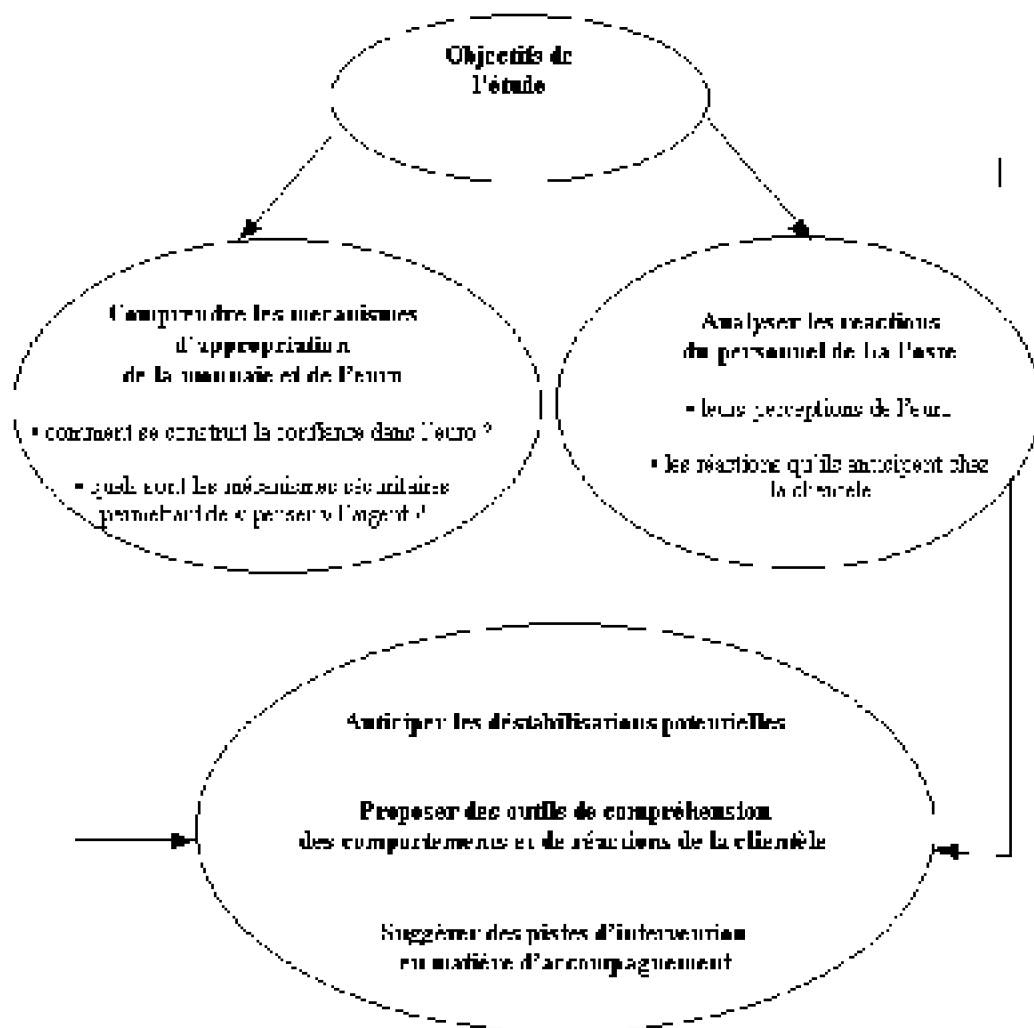 Objectifs de
l'étude
Comprendre les mécanismes
d'appropriation
de la monnaie et de l'euro
• comment se construit la confiance dans l'euro ?
• quels sont les mécanismes sécuritaires
permettant de « penser » l'argent ?
Analyser les réactions
du personnel de La Poste
• leurs perceptions de l'euro
• les réactions qu'ils anticipent chez
la clientèle
Anticiper les déstabilisations potentielles
Proposer des outils de compréhension
des comportements et de réactions de la clientèle
Suggérer des pistes d'intervention
en matière d'accompagnement